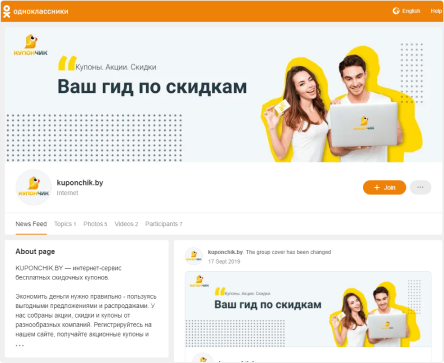 одноклассники
English Help
КУПОНЧИК
Купоны. Акции. Скидки
Ваш гид по скидкам
КУПОНЧИК
kuponchik.by
Internet
КУПОНЧИК
+ Join
...
News Feed Topics 1 Photos 5 Videos 2 Participants 7
About page
KUPONCHIK.BY — интернет-сервис
бесплатных скидочных купонов.
Экономить деньги нужно правильно - пользуясь
выгодными предложениями и распродажами. У
нас собраны акции, скидки и купоны от
разнообразных компаний. Регистрируйтесь на
нашем сайте, получайте акционные купоны и
...
kuponchik.by The group cover has been changed
17 Sept 2019
Купоны. Акции. Скидки
Ваш гид по скидкам